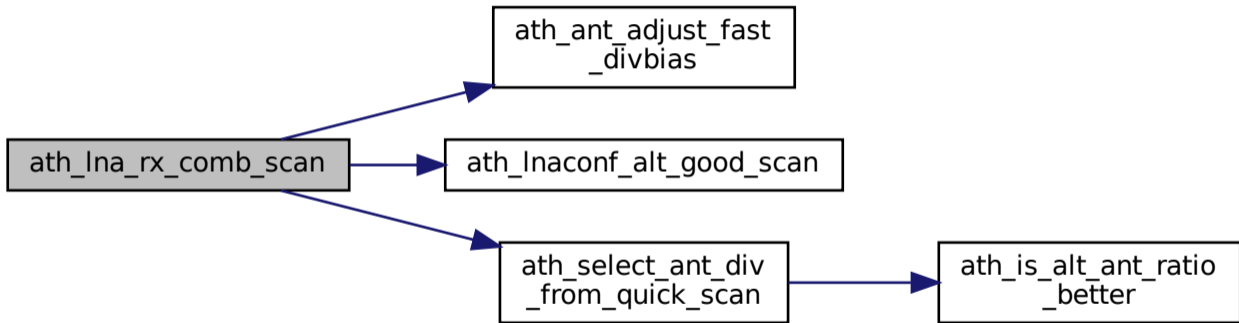 ath_ant_adjust_fast
_divbias
ath_lna_rx_comb_scan
ath_lnaconf_alt_good_scan
ath_select_ant_div
_from_quick_scan
ath_is_alt_ant_ratio
_better